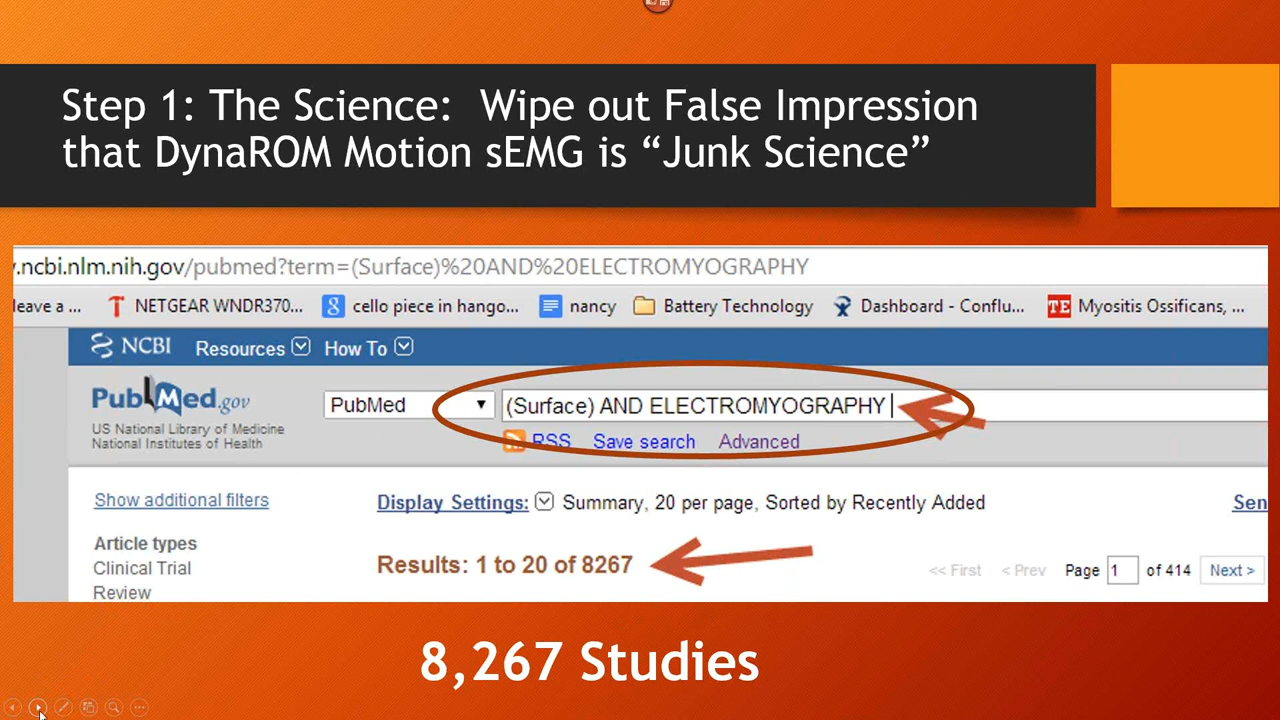 Step 1: The Science:  Wipe out False Impression
that DynaROM Motion sEMG is “Junk Science”
.ncbi.nlm.nih.gov/pubmed?term=(Surface)%20AND%20ELECTROMYOGRAPHY
leave a ... NETGEAR WNDR370... cello piece in hango... nancy Battery Technology Dashboard - Conflu... TE Myositis Ossificans, ...
NCBI Resources How To
PubMed.gov
US National Library of Medicine
National Institutes of Health
PubMed (Surface) AND ELECTROMYOGRAPHY
RSS Save search Advanced
Show additional filters
Display Settings: Summary, 20 per page, Sorted by Recently Added Sen
Article types
Clinical Trial
Review
Results: 1 to 20 of 8267
<< First < Prev Page 1 of 414 Next >
8,267 Studies